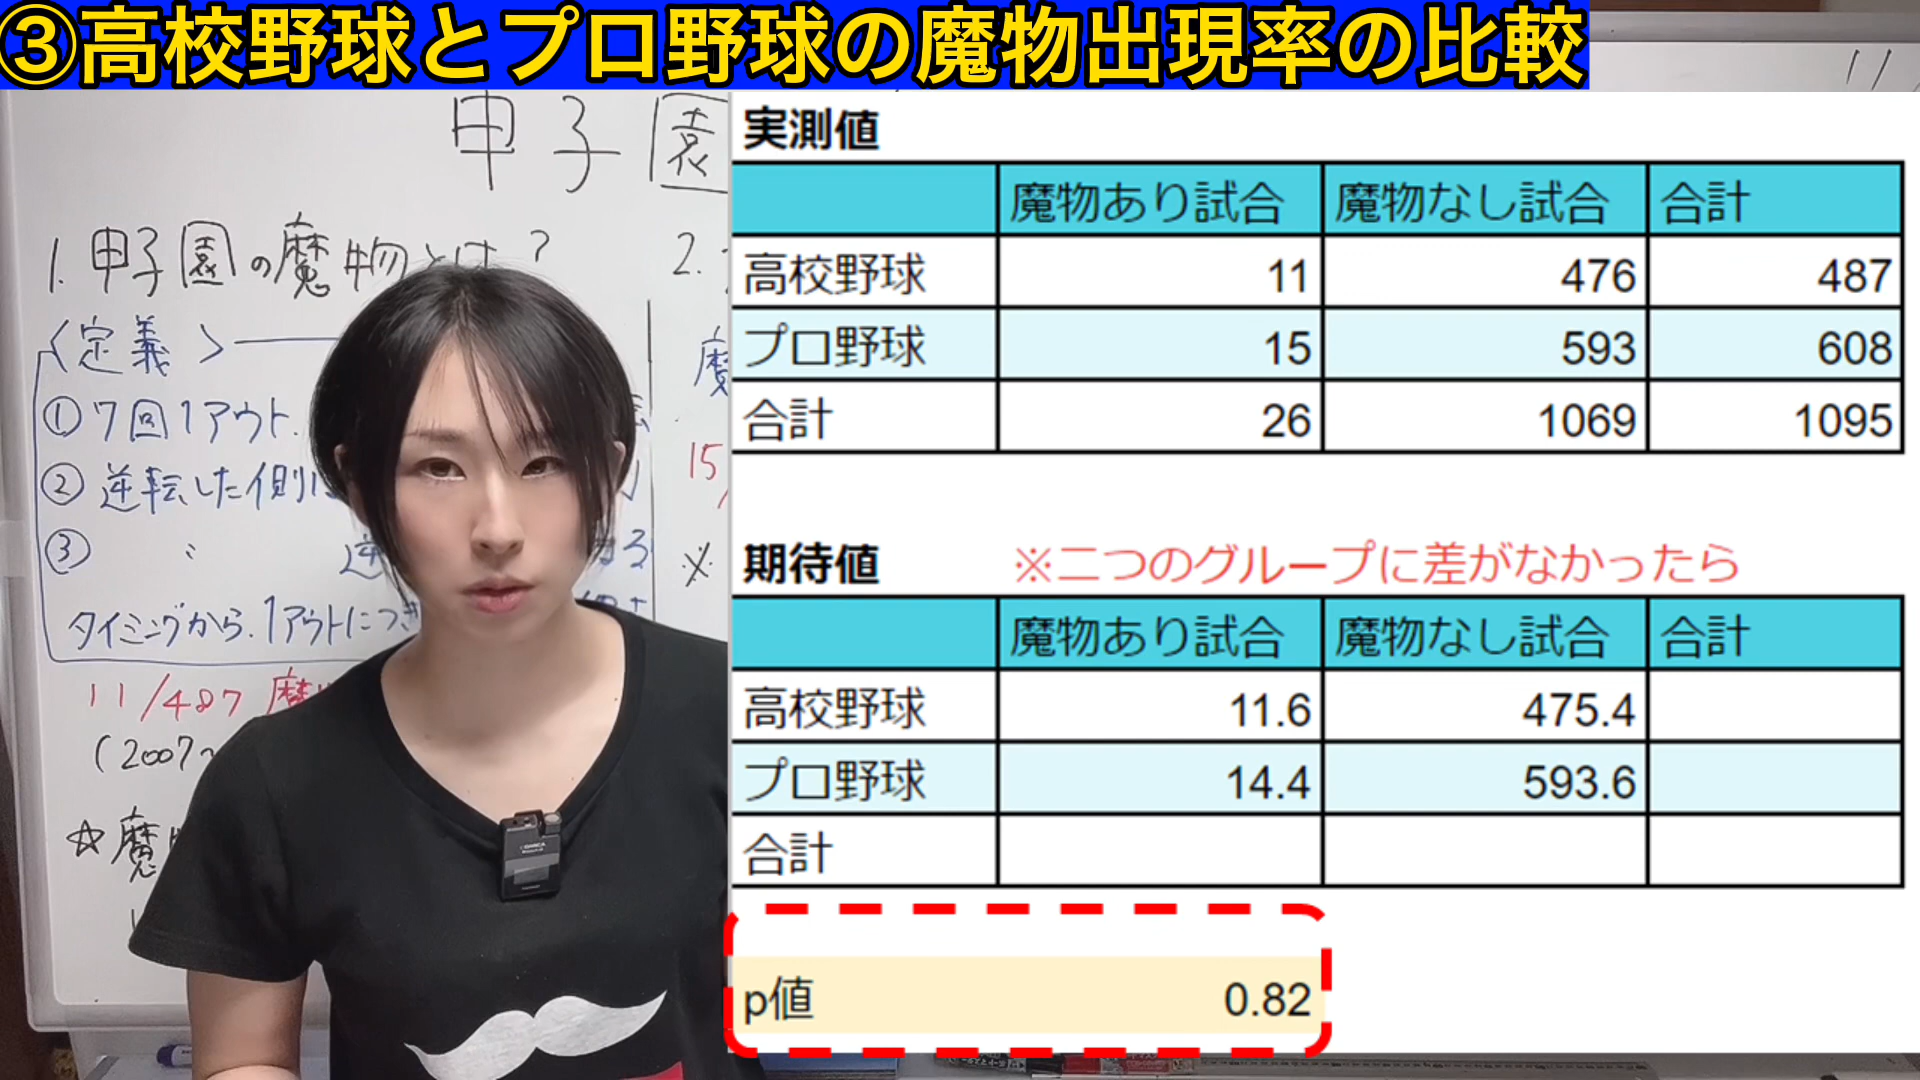 ③高校野球とプロ野球の魔物出現率の比較
甲子園
1.甲子園の魔物とは?
2.
<定義>
①7回1アウト
②逆転した側に
③
タイミングから、1アウトにつき
11/487
(2007~
☆魔
15
※
実測値
魔物あり試合 魔物なし試合 合計
高校野球 11 476 487
プロ野球 15 593 608
合計 26 1069 1095
期待値 ※二つのグループに差がなかったら
魔物あり試合 魔物なし試合 合計
高校野球 11.6 475.4
プロ野球 14.4 593.6
合計
p値 0.82